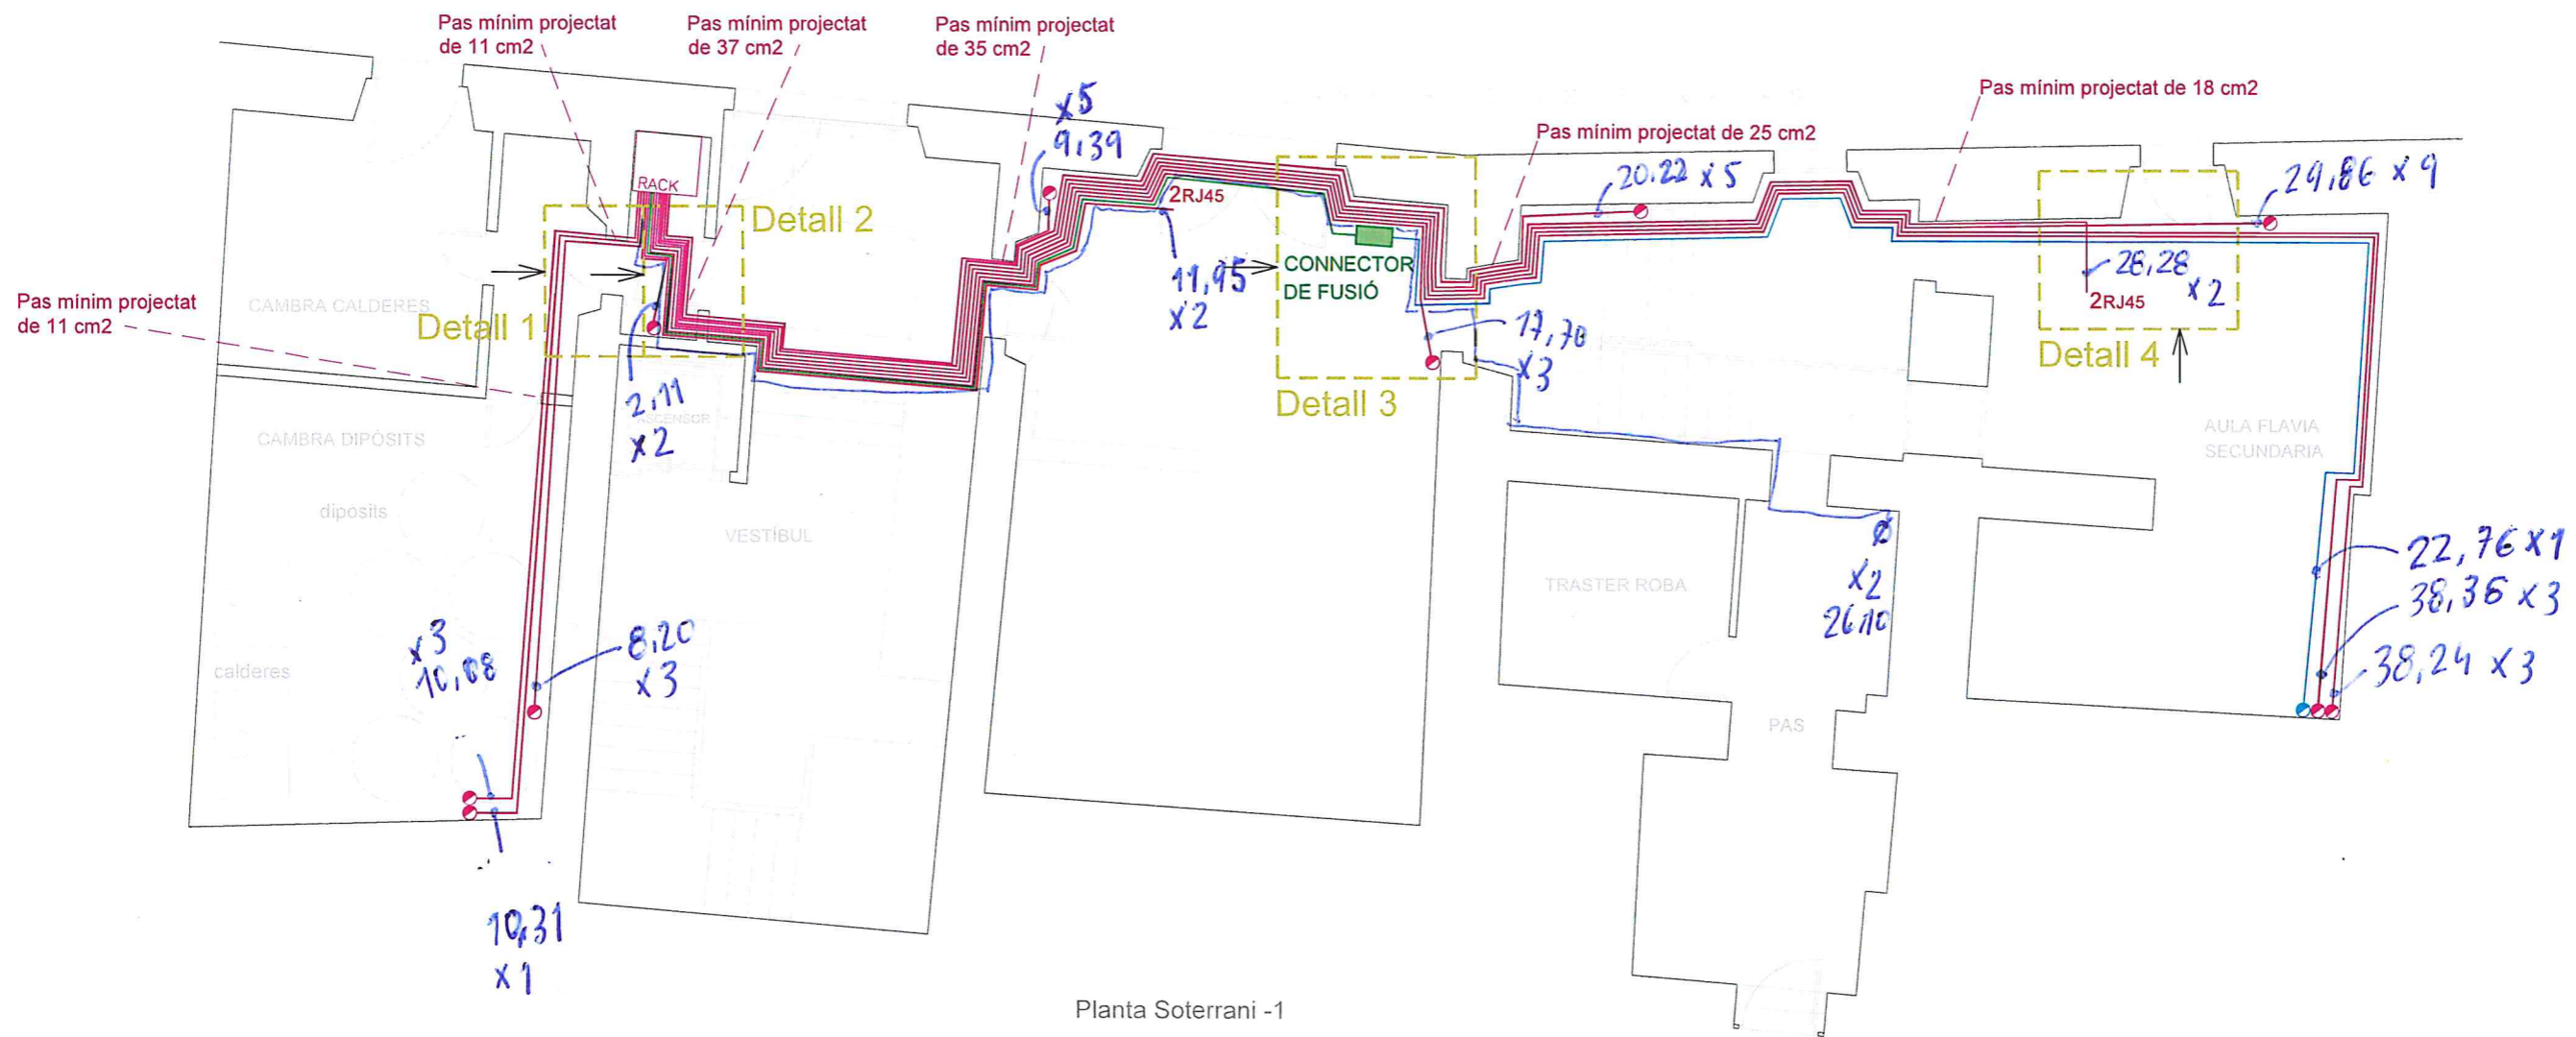 Pas mínim projectat
de 11 cm2
Pas mínim projectat
de 37 cm2
Pas mínim projectat
de 35 cm2
x5
9,39
Pas mínim projectat de 18 cm2
Pas mínim projectat de 25 cm2
20,22 x 5
29,86 x 9
RACK
2RJ45
Detall 2
11,95
x2
CONNECTOR
DE FUSIÓ
28,28
x 2
2RJ45
Pas mínim projectat
de 11 cm2
CAMBRA CALDERES
Detall 1
17,70
x3
Detall 4
Detall 3
2,11
x2
ASCENSOR
CAMBRA DIPÒSITS
AULA FLAVIA
SECUNDARIA
dipòsits
VESTÍBUL
x2
26,10
22,76 x1
38,36 x 3
38,24 x 3
TRASTER ROBA
x3
10,08
8,20
x3
calderes
PAS
10,31
x 1
Planta Soterrani -1